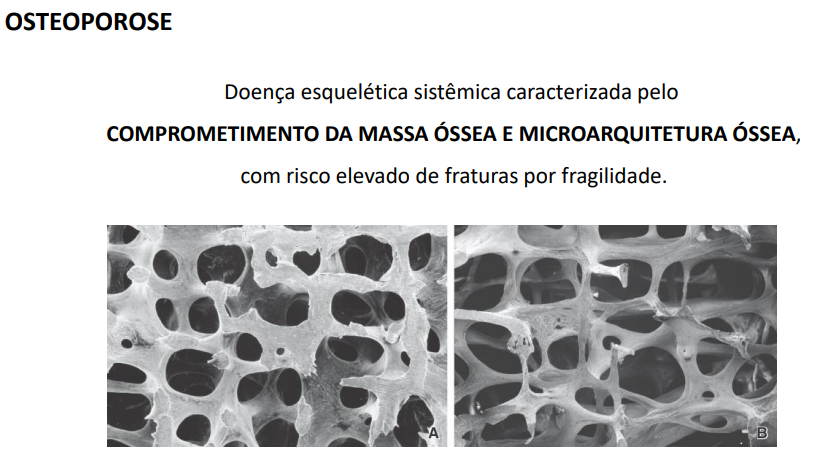 OSTEOPOROSE
Doença esquelética sistêmica caracterizada pelo
COMPROMETIMENTO DA MASSA ÓSSEA E MICROARQUITETURA ÓSSEA,
com risco elevado de fraturas por fragilidade.
A
B